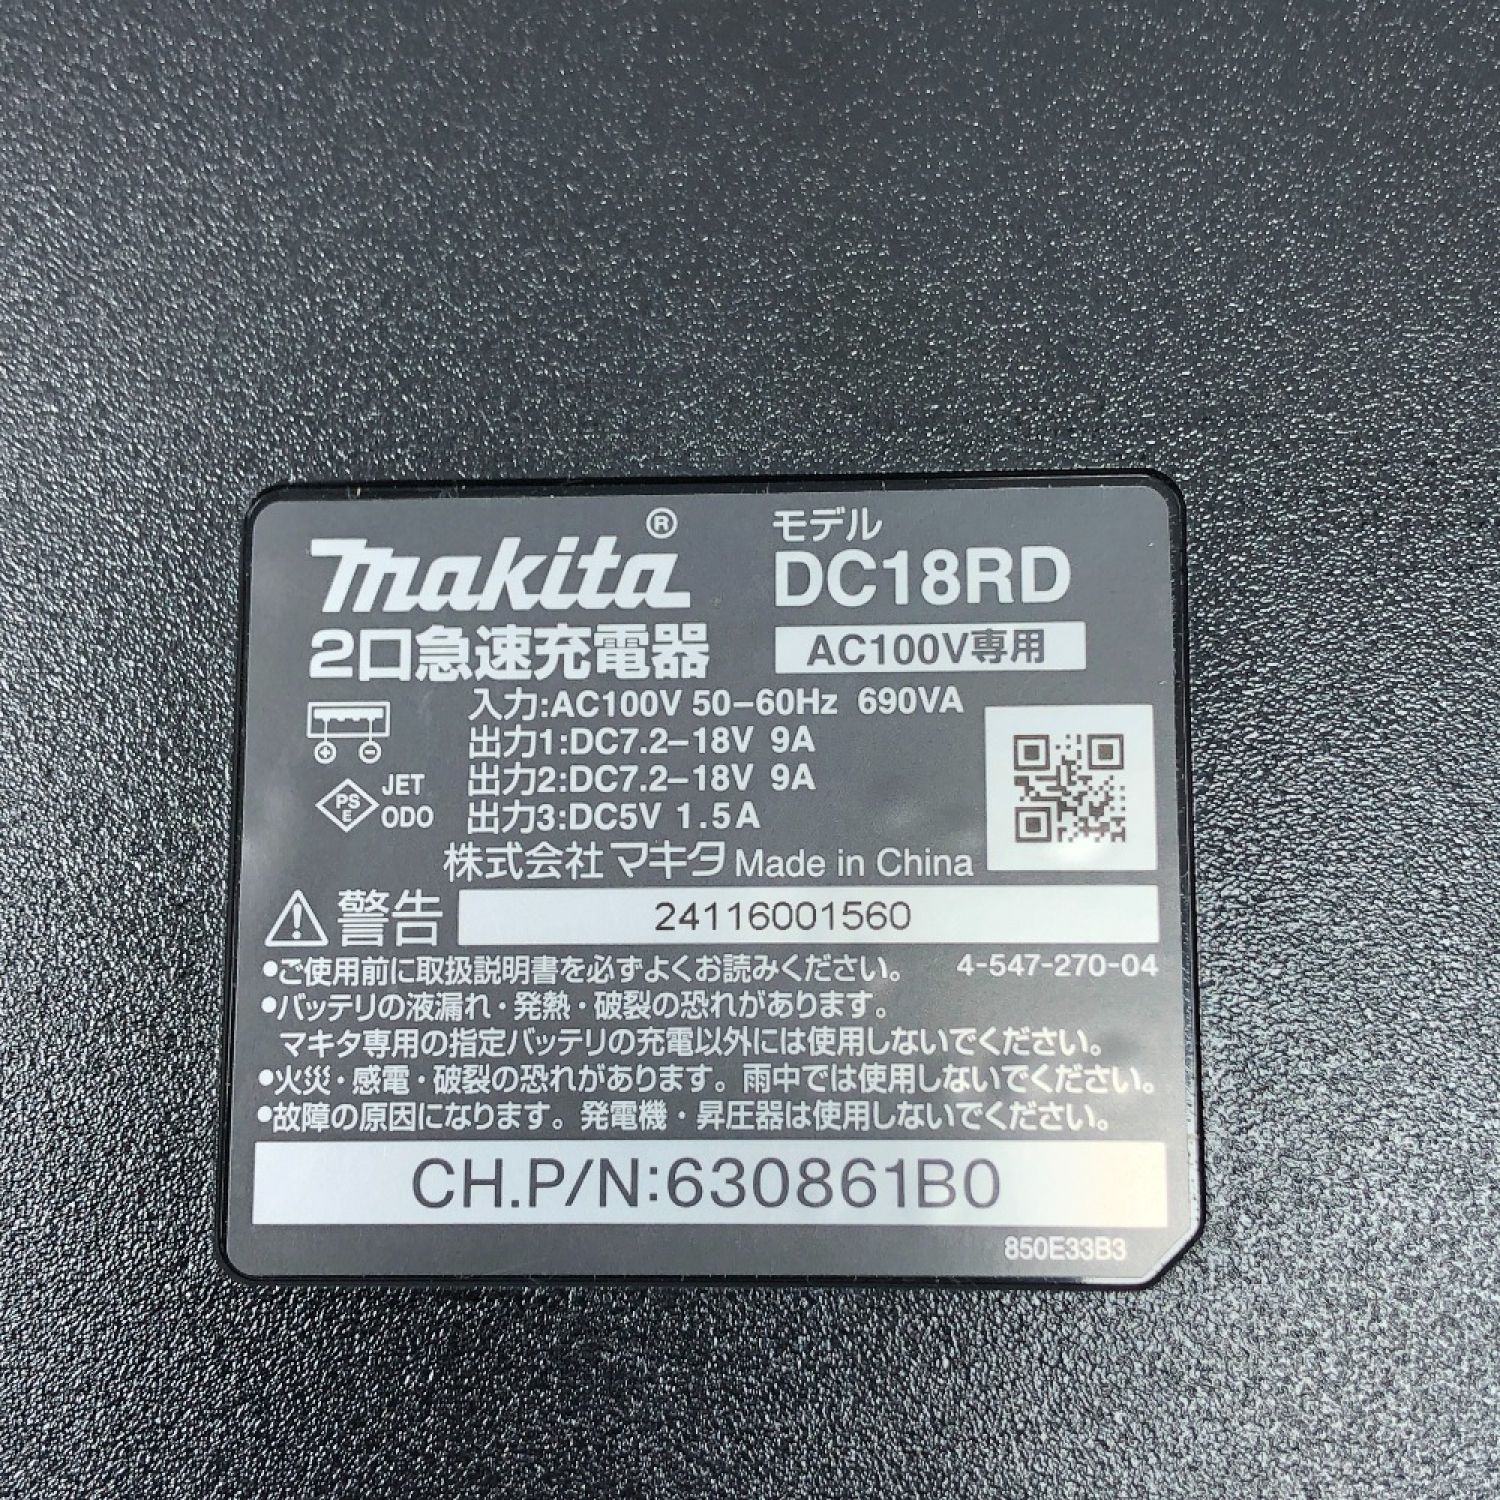 makita®
2口急速充電器
モデル
DC18RD
AC100V専用
入力:AC100V 50-60Hz 690VA
出力1:DC7.2-18V 9A
出力2:DC7.2-18V 9A
出力3:DC5V 1.5A
PS E
JET
ODO
株式会社マキタ Made in China
警告
24116001560
•ご使用前に取扱説明書を必ずよくお読みください。 4-547-270-04
•バッテリの液漏れ・発熱・破裂の恐れがあります。
マキタ専用の指定バッテリの充電以外には使用しないでください。
•火災・感電・破裂の恐れがあります。雨中では使用しないでください。
•故障の原因になります。発電機・昇圧器は使用しないでください。
CH.P/N:630861B0
850E33B3